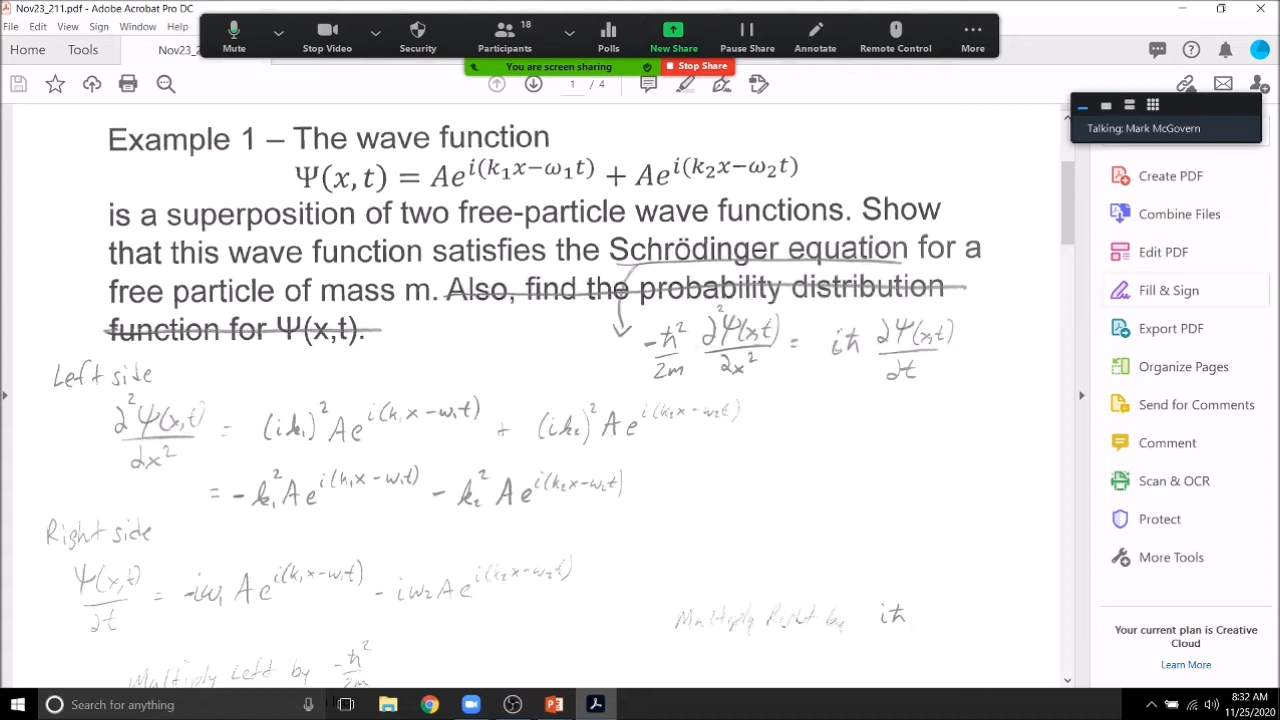 Nov23_211.pdf - Adobe Acrobat Pro DC
File Edit View Sign Window Help
Home Tools Nov23_2
Mute Stop Video Security Participants 18 Polls New Share Pause Share Annotate Remote Control More
You are screen sharing Stop Share
1 / 4
Talking: Mark McGovern
Example 1 – The wave function
Ψ(x, t) = Ae^{i(k₁x−ω₁t)} + Ae^{i(k₂x−ω₂t)}
is a superposition of two free-particle wave functions. Show
that this wave function satisfies the Schrödinger equation for a
free particle of mass m. Also, find the probability distribution
function for Ψ(x,t).
-ħ²/2m ∂²Ψ(x,t)/∂x² = iħ ∂Ψ(x,t)/∂t
Left side
∂²Ψ(x,t)/∂x² = (ik₁)² Ae^{i(k₁x-ω₁t)} + (ik₂)² Ae^{i(k₂x-ω₂t)}
= -k₁² Ae^{i(k₁x-ω₁t)} - k₂² Ae^{i(k₂x-ω₂t)}
Right side
Ψ(x,t)/∂t = -iω₁ Ae^{i(k₁x-ω₁t)} - iω₂ Ae^{i(k₂x-ω₂t)}
Multiply Right by iħ
Multiply Left by -ħ²/2m
Create PDF
Combine Files
Edit PDF
Fill & Sign
Export PDF
Organize Pages
Send for Comments
Comment
Scan & OCR
Protect
More Tools
Your current plan is Creative
Cloud
Learn More
Type here to search
8:32 AM
11/25/2020